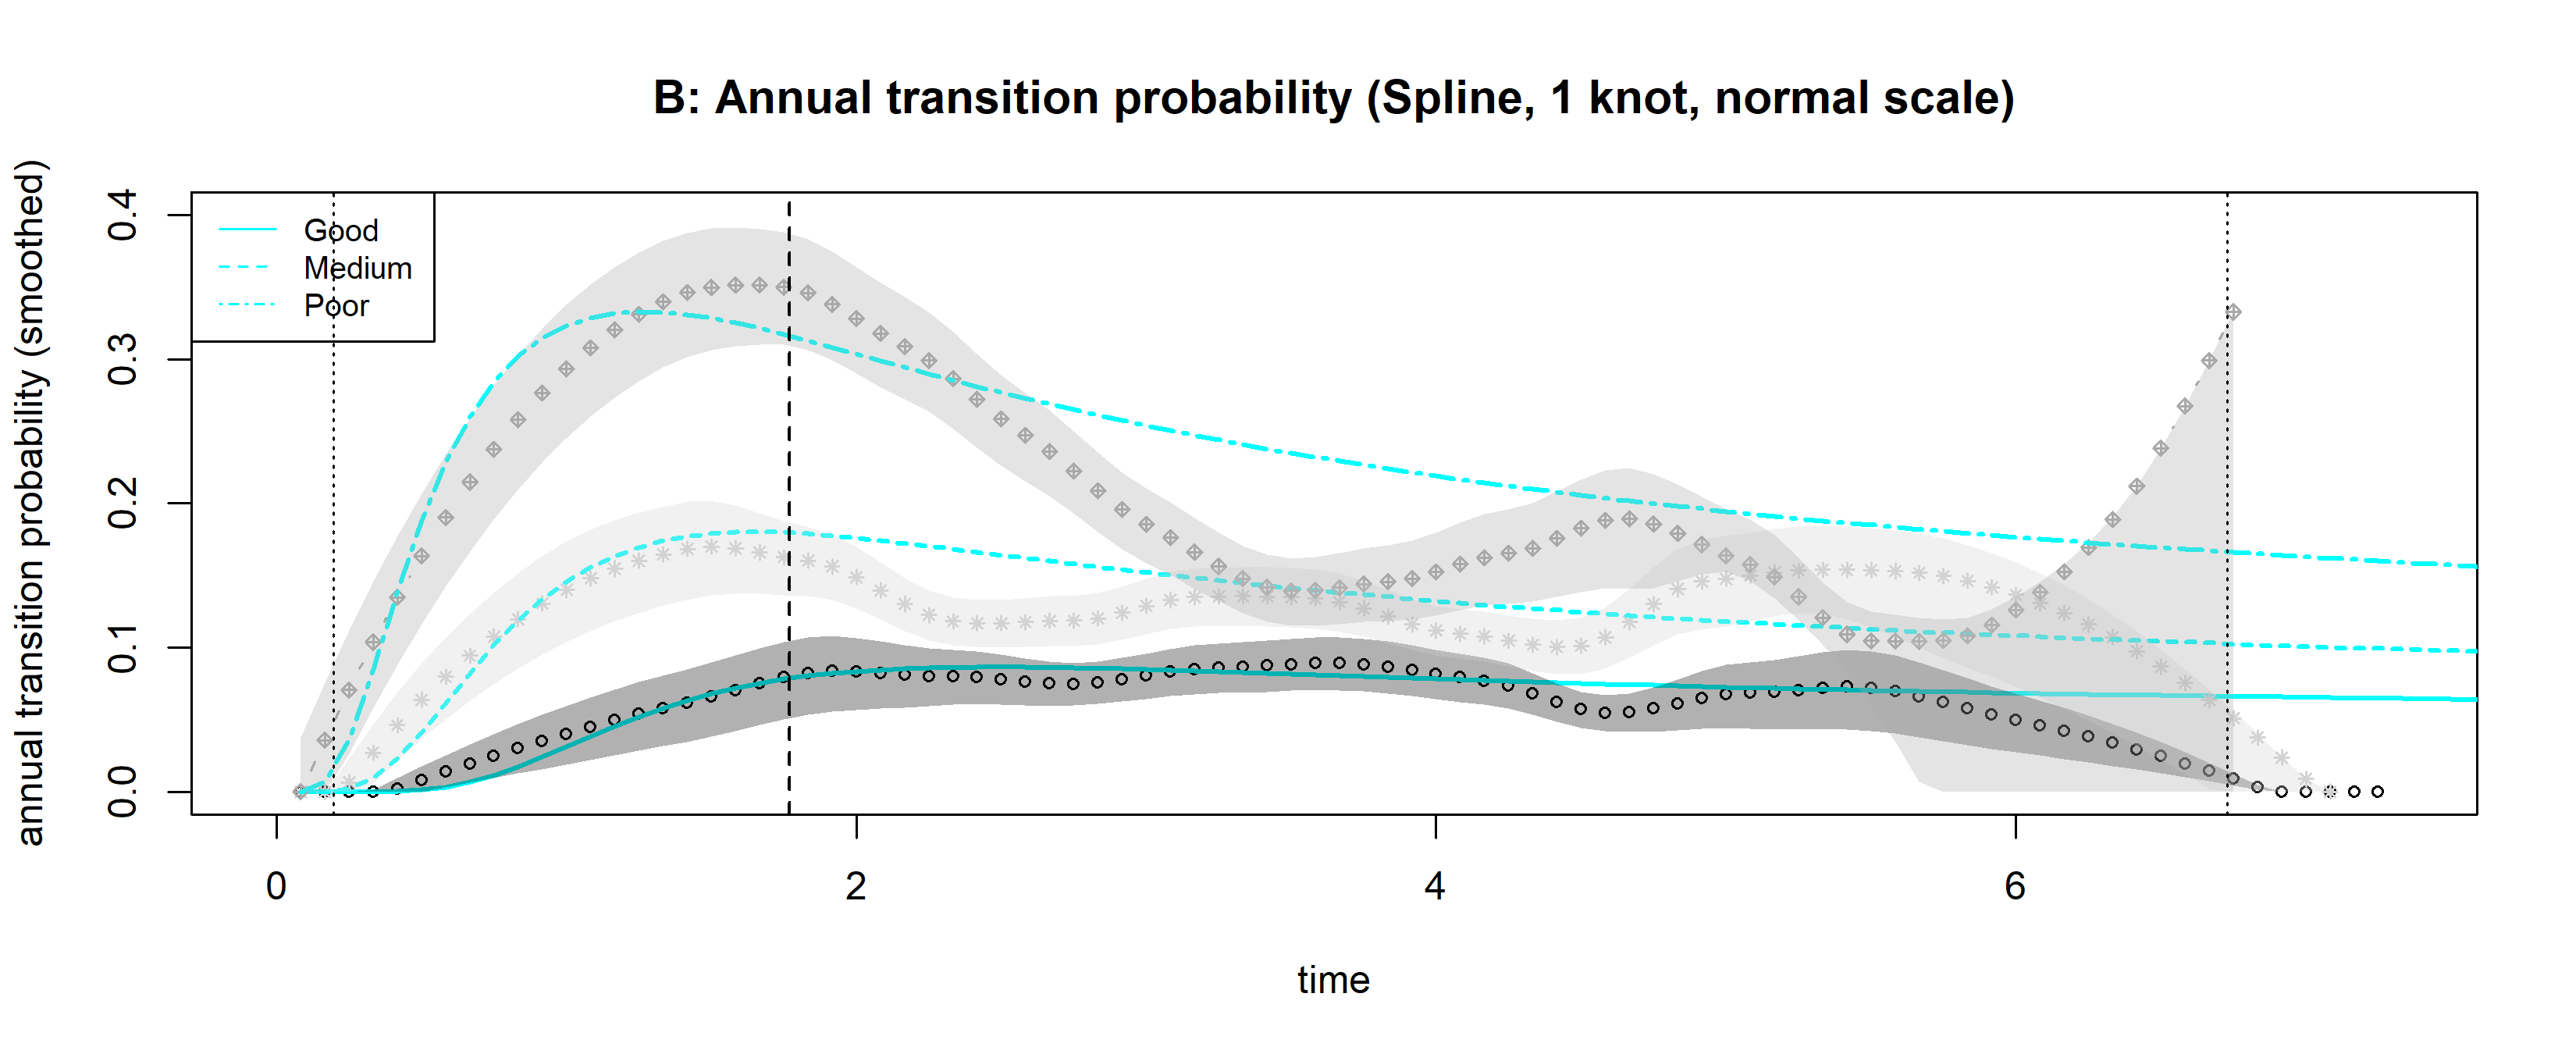 B: Annual transition probability (Spline, 1 knot, normal scale)
annual transition probability (smoothed)
0.4
0.3
0.2
0.1
0.0
Good
Medium
Poor
0 2 4 6
time